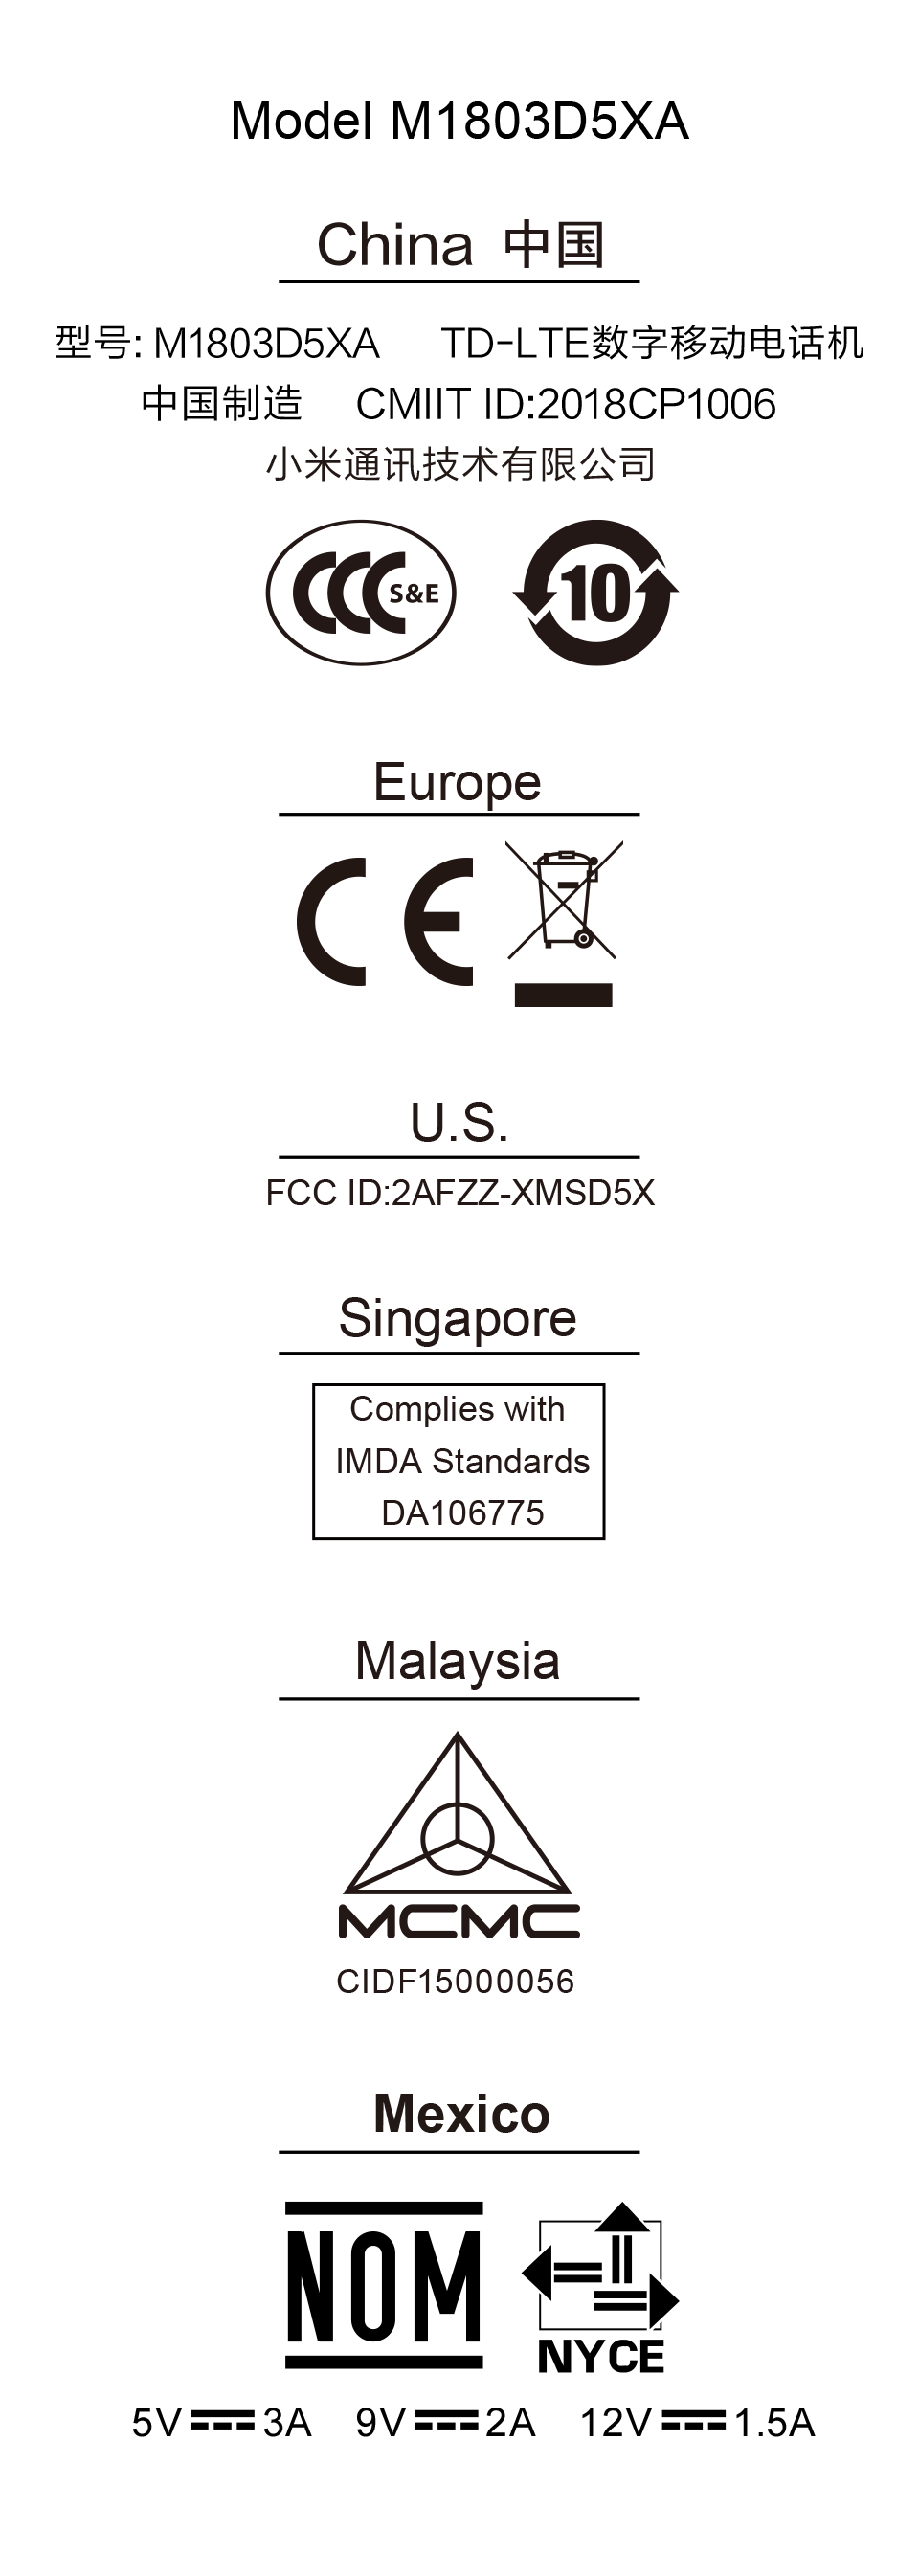 Model M1803D5XA
China 中国
型号: M1803D5XA TD-LTE数字移动电话机
中国制造 CMIIT ID:2018CP1006
小米通讯技术有限公司
CCC S&E
10
Europe
CE
U.S.
FCC ID:2AFZZ-XMSD5X
Singapore
Complies with
IMDA Standards
DA106775
Malaysia
MCMC
CIDF15000056
Mexico
NOM
NYCE
5V 3A 9V 2A 12V 1.5A